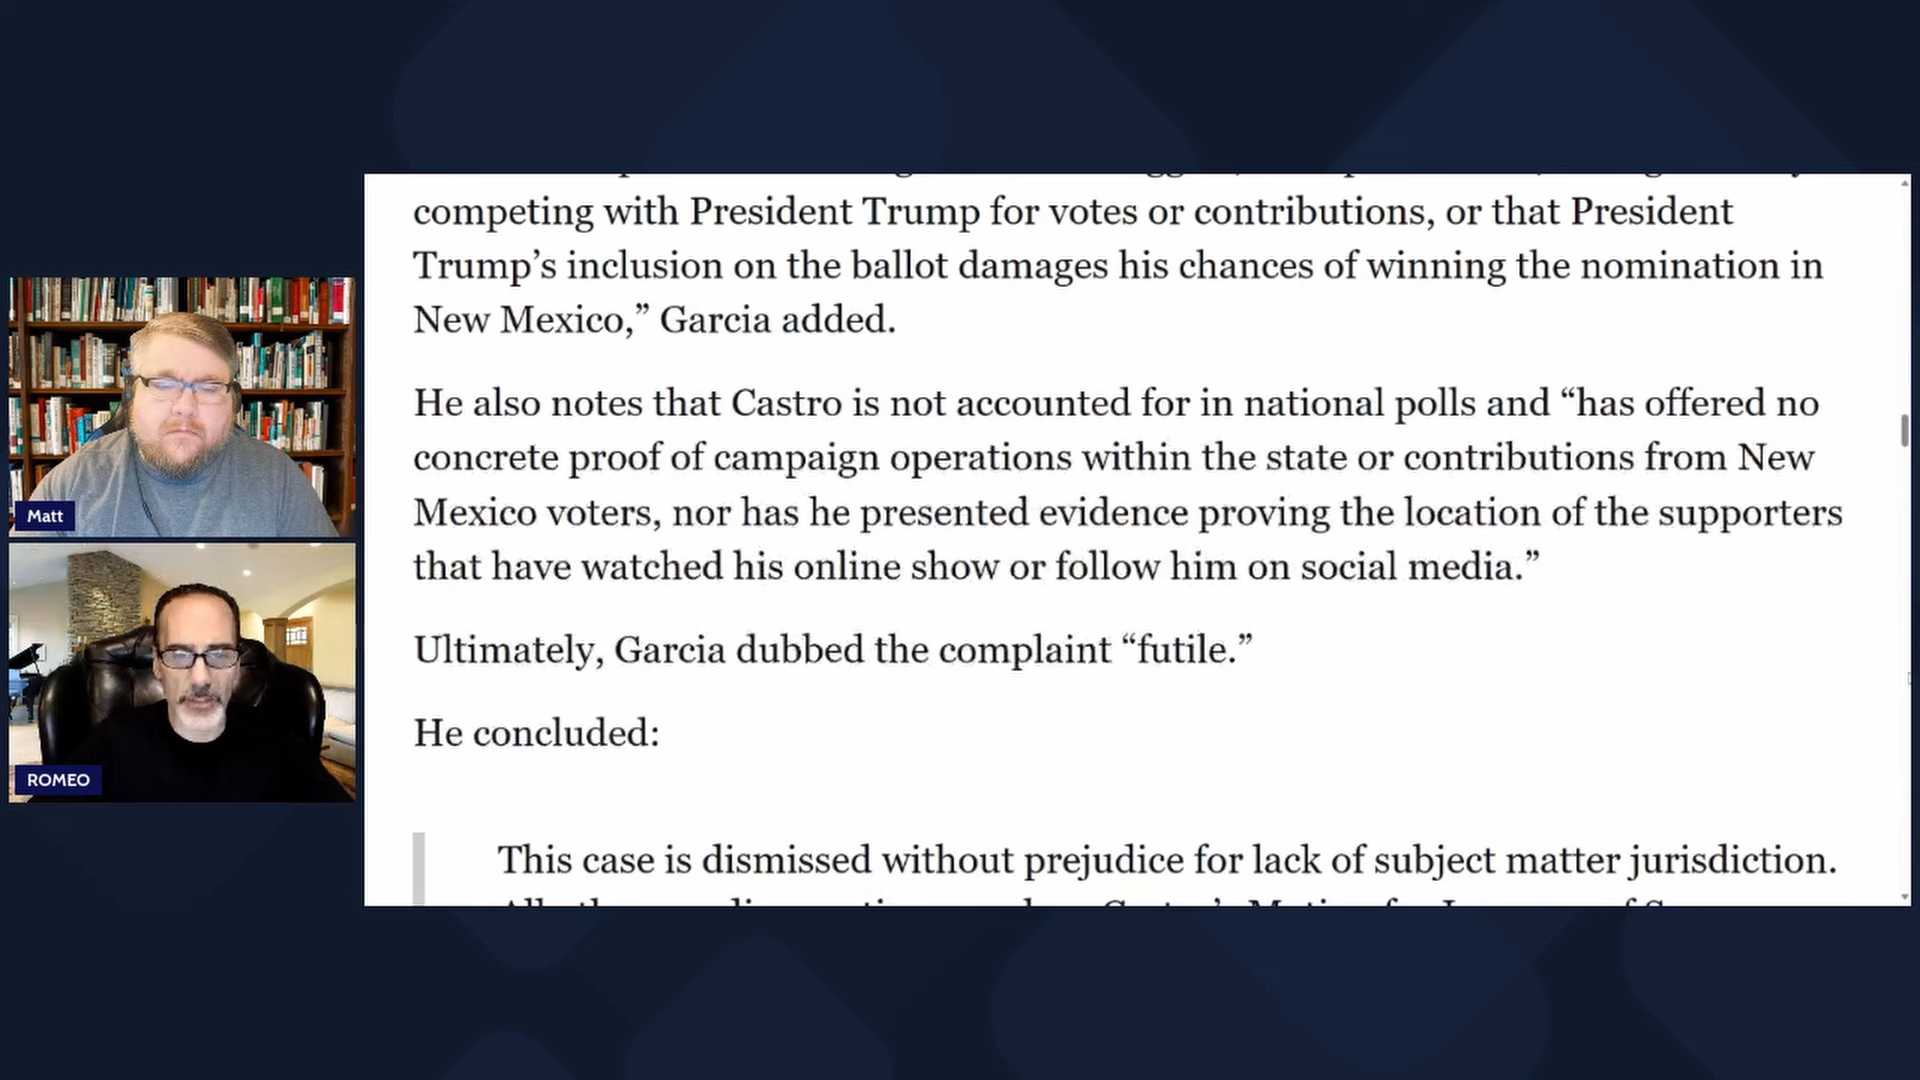 competing with President Trump for votes or contributions, or that President
Trump’s inclusion on the ballot damages his chances of winning the nomination in
New Mexico,” Garcia added.
He also notes that Castro is not accounted for in national polls and “has offered no
concrete proof of campaign operations within the state or contributions from New
Mexico voters, nor has he presented evidence proving the location of the supporters
that have watched his online show or follow him on social media.”
Ultimately, Garcia dubbed the complaint “futile.”
He concluded:
This case is dismissed without prejudice for lack of subject matter jurisdiction.
Matt
ROMEO